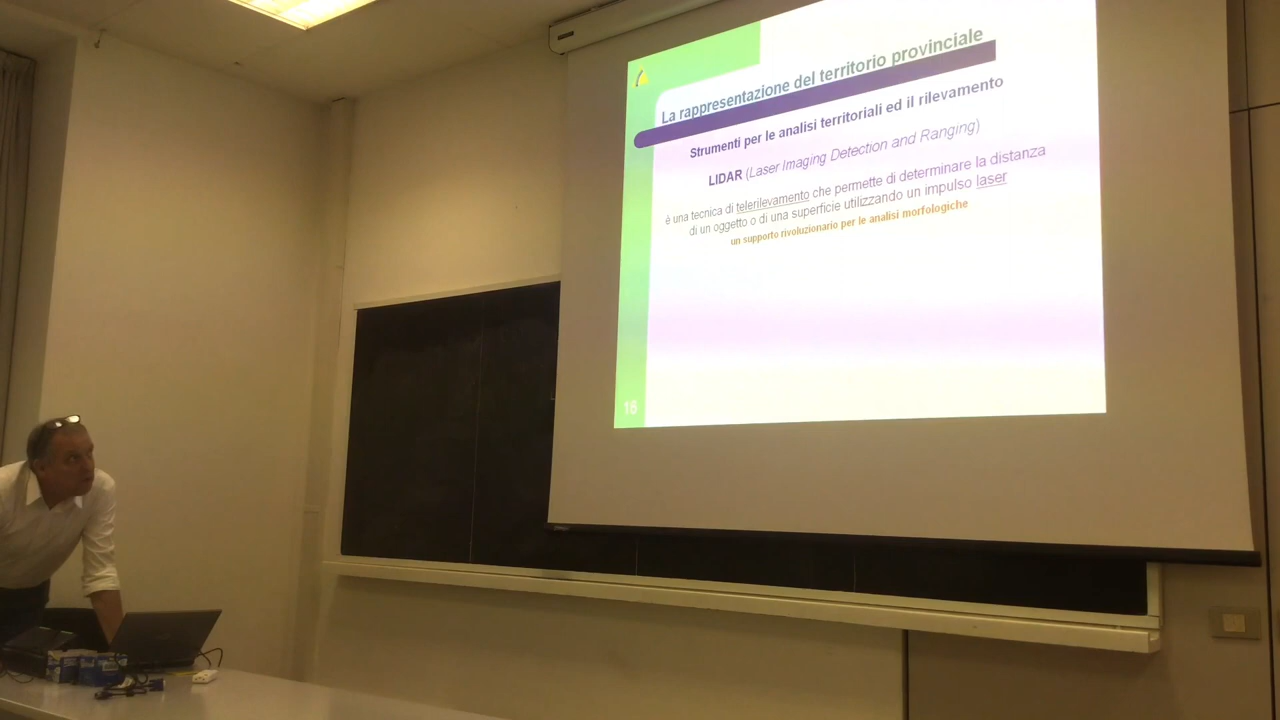 La rappresentazione del territorio provinciale
Strumenti per le analisi territoriali ed il rilevamento
LIDAR (Laser Imaging Detection and Ranging)
è una tecnica di telerilevamento che permette di determinare la distanza
di un oggetto o di una superficie utilizzando un impulso laser
un supporto rivoluzionario per le analisi morfologiche
16